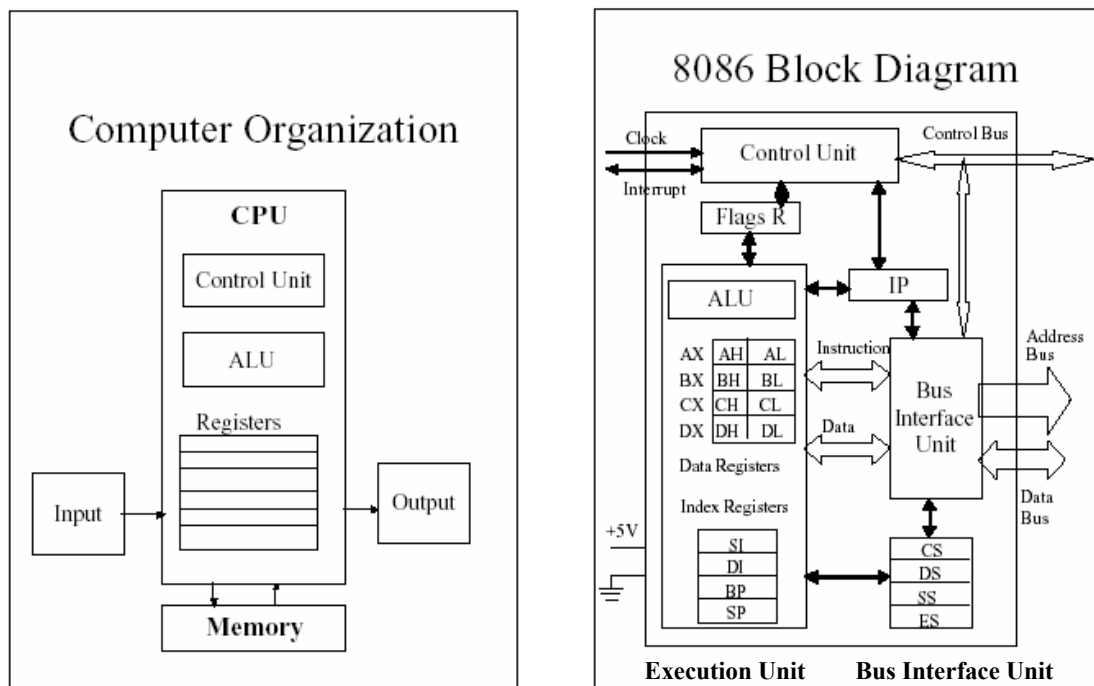 Computer Organization
CPU
Control Unit
ALU
Registers
Input
Output
Memory
8086 Block Diagram
Clock
Interrupt
Control Unit
Control Bus
Flags R
ALU
IP
AX AH AL
BX BH BL
CX CH CL
DX DH DL
Data Registers
Instruction
Data
Bus
Interface
Unit
Address
Bus
Data
Bus
Index Registers
+5V
SI
DI
BP
SP
CS
DS
SS
ES
Execution Unit
Bus Interface Unit